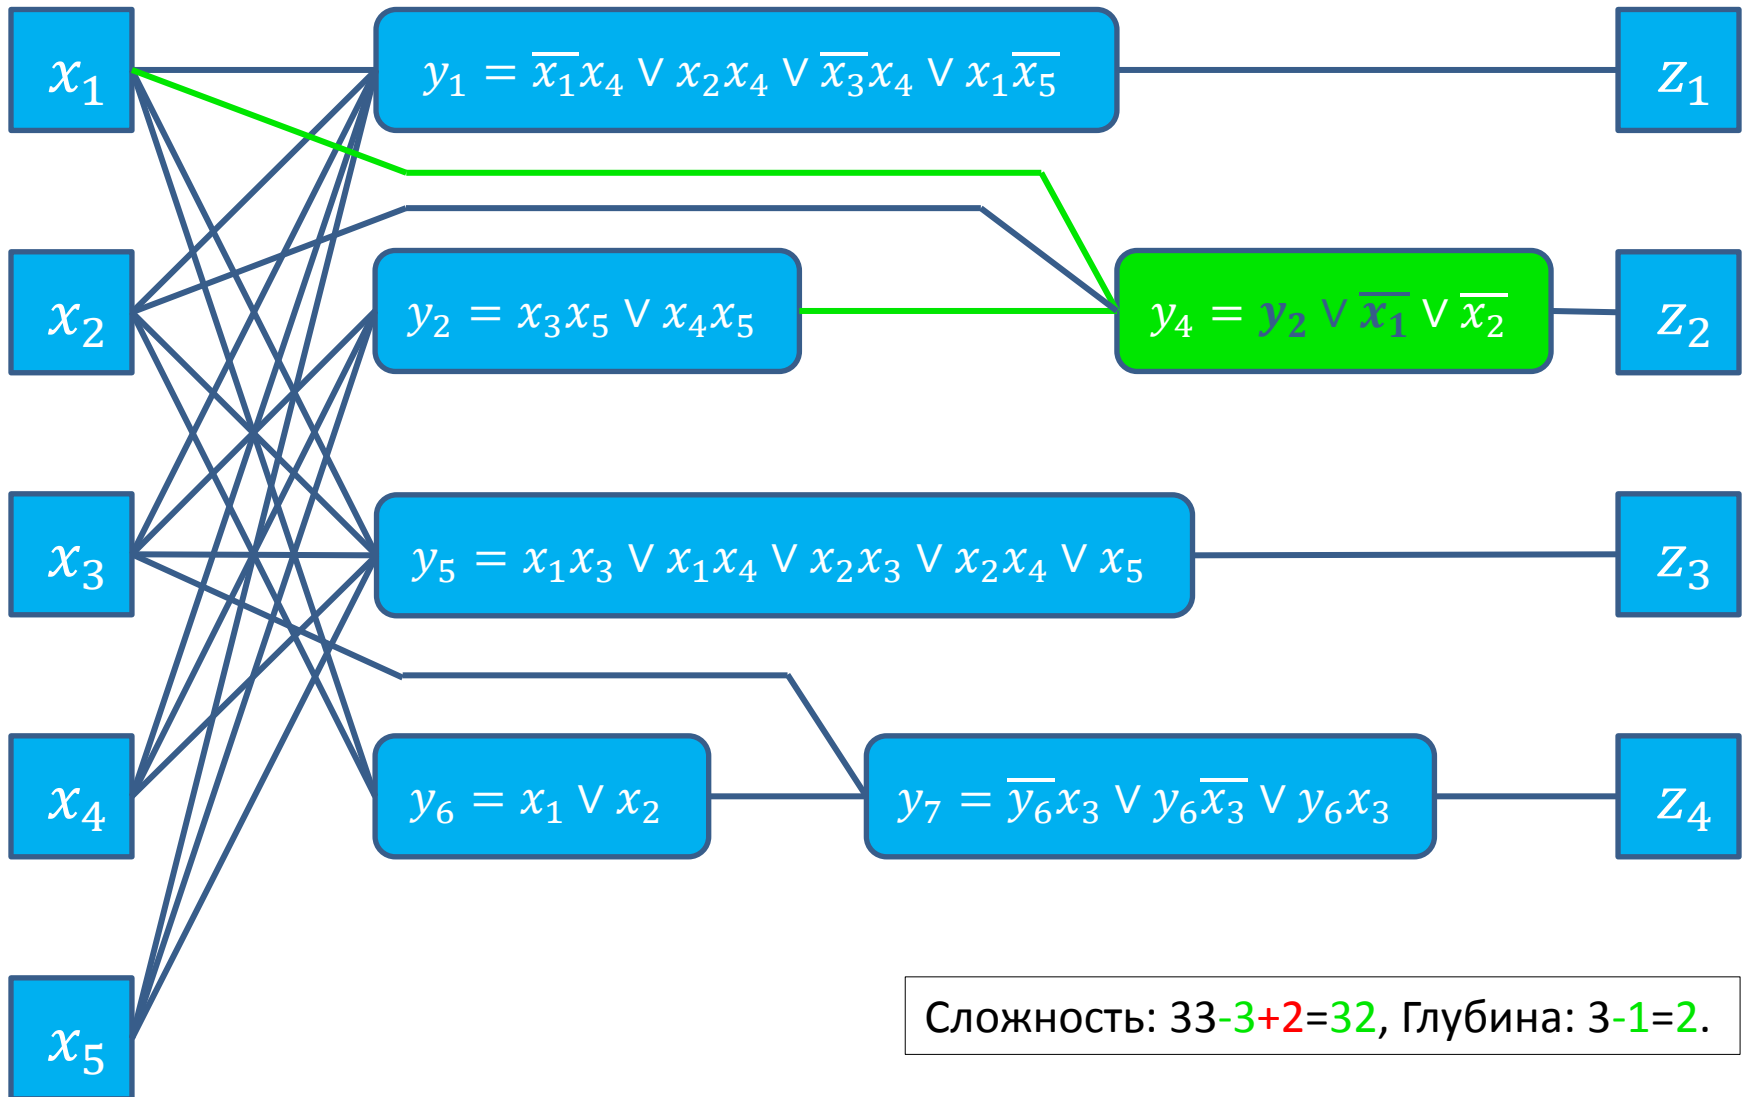 x₁ y₁ = x̅₁x₄ ∨ x₂x₄ ∨ x̅₃x₄ ∨ x₁x̅₅ z₁
x₂ y₂ = x₃x₅ ∨ x₄x₅ y₄ = y₂ ∨ x̅₁ ∨ x̅₂ z₂
x₃ y₅ = x₁x₃ ∨ x₁x₄ ∨ x₂x₃ ∨ x₂x₄ ∨ x₅ z₃
x₄ y₆ = x₁ ∨ x₂ y₇ = y̅₆x₃ ∨ y₆x̅₃ ∨ y₆x₃ z₄
x₅
Сложность: 33-3+2=32, Глубина: 3-1=2.